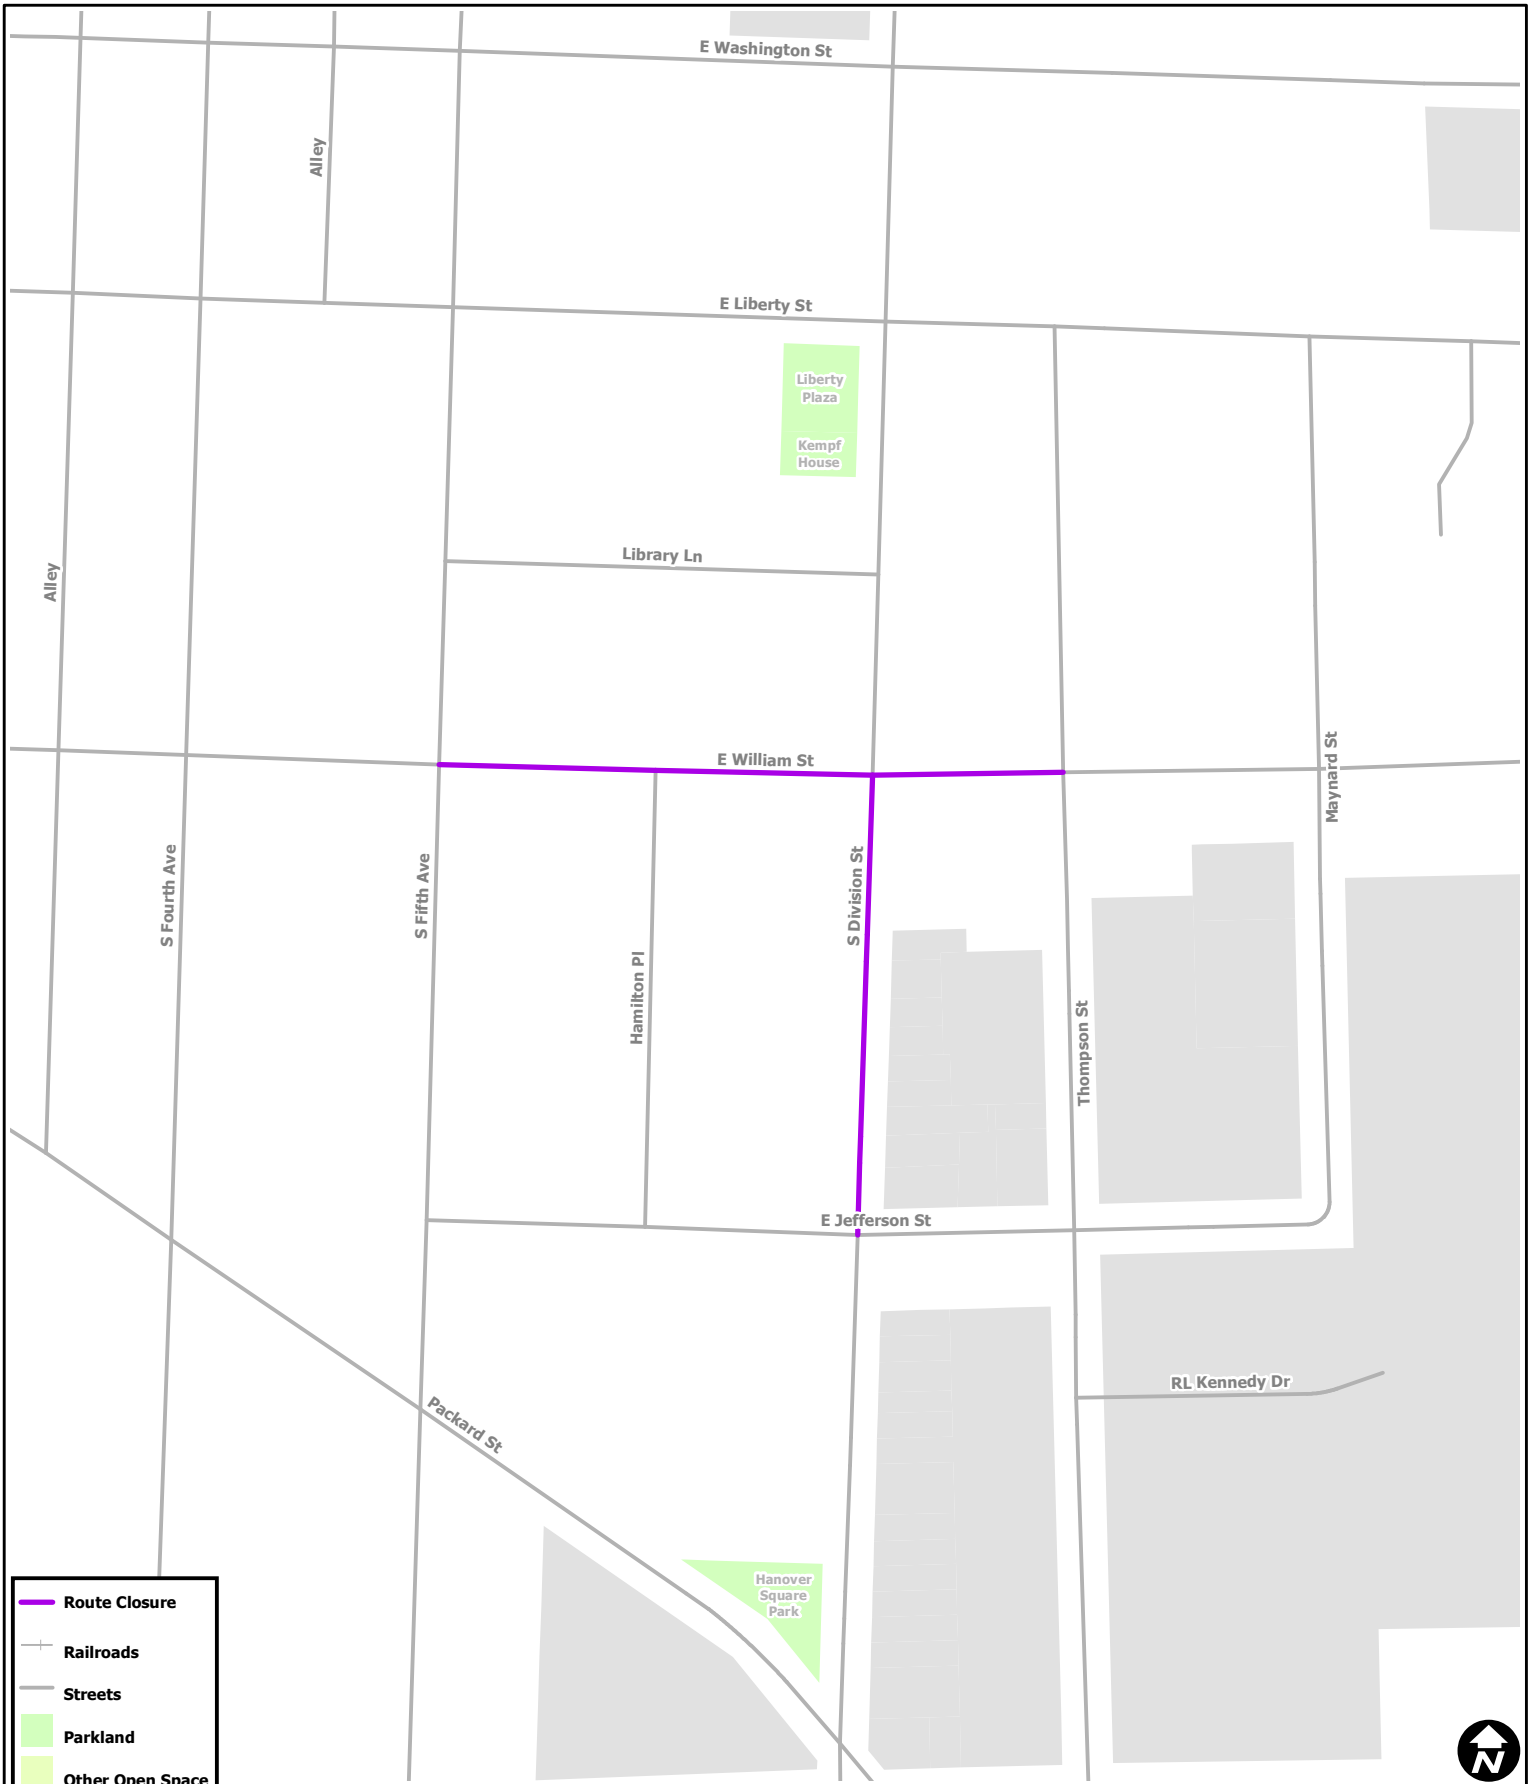 E Washington St
Alley
E Liberty St
Liberty
Plaza
Kempf
House
Library Ln
Alley
E William St
Maynard St
S Fourth Ave
S Fifth Ave
S Division St
Hamilton Pl
Thompson St
E Jefferson St
RL Kennedy Dr
Packard St
Hanover
Square
Park
Route Closure
Railroads
Streets
Parkland
Other Open Space
N